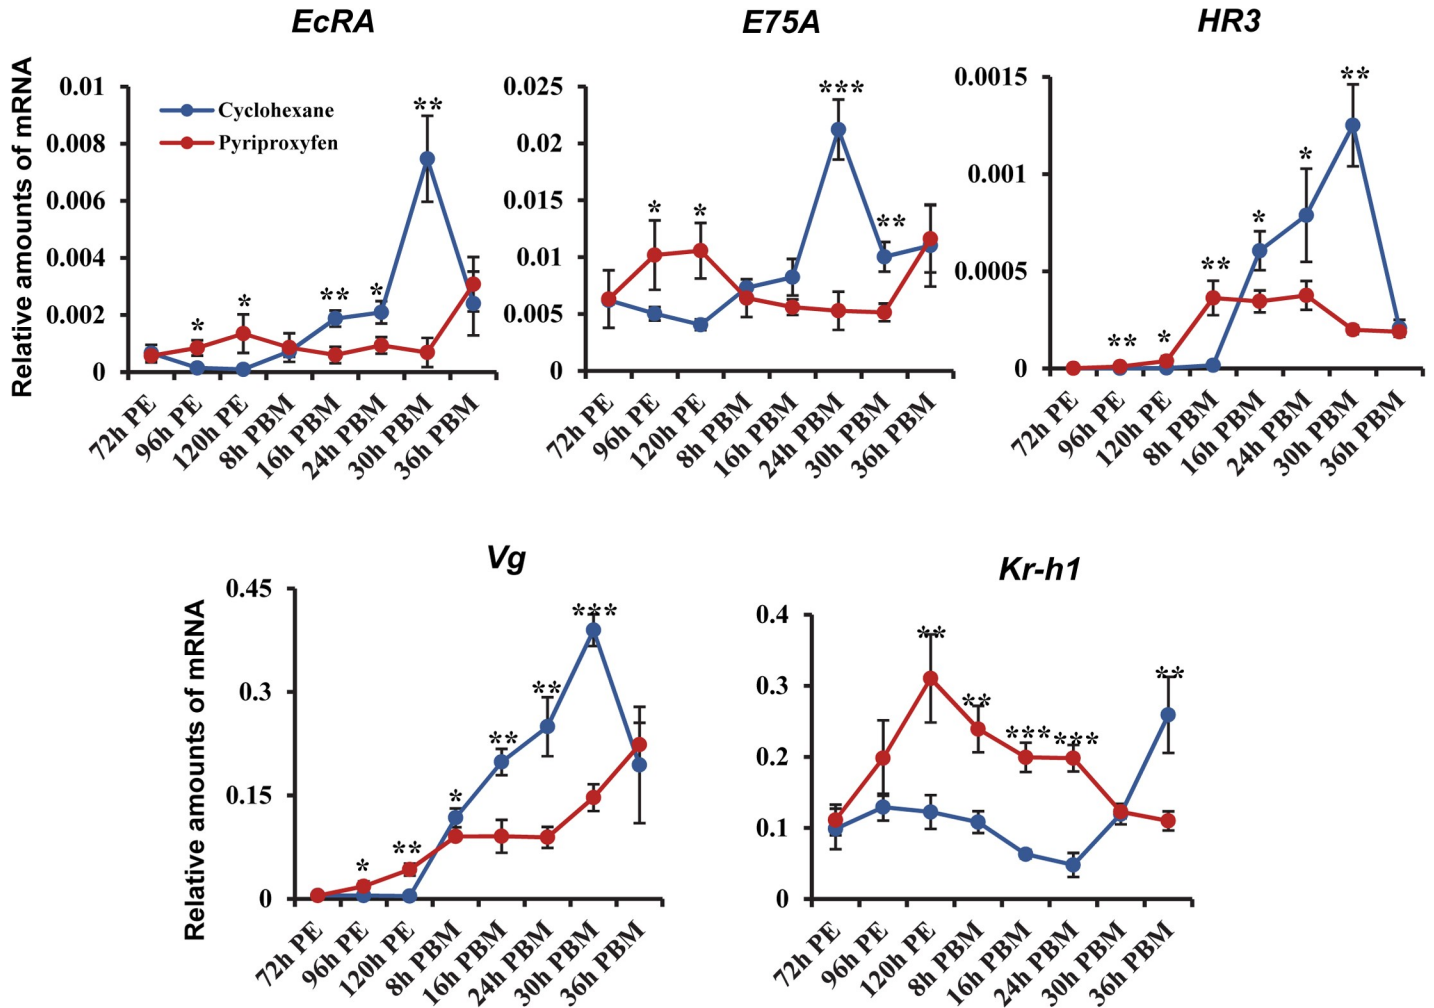 EcRA
E75A
HR3
Relative amounts of mRNA
0.01
0.008
0.006
0.004
0.002
0
Cyclohexane
Pyriproxyfen
*
*
**
*
**
72h PE
96h PE
120h PE
8h PBM
16h PBM
24h PBM
30h PBM
36h PBM
0.025
0.02
0.015
0.01
0.005
0
*
*
***
**
72h PE
96h PE
120h PE
8h PBM
16h PBM
24h PBM
30h PBM
36h PBM
0.0015
0.001
0.0005
0
**
*
**
*
*
**
72h PE
96h PE
120h PE
8h PBM
16h PBM
24h PBM
30h PBM
36h PBM
Vg
Kr-h1
Relative amounts of mRNA
0.45
0.3
0.15
0
*
**
*
**
**
***
72h PE
96h PE
120h PE
8h PBM
16h PBM
24h PBM
30h PBM
36h PBM
0.4
0.3
0.2
0.1
0
**
**
***
***
**
72h PE
96h PE
120h PE
8h PBM
16h PBM
24h PBM
30h PBM
36h PBM